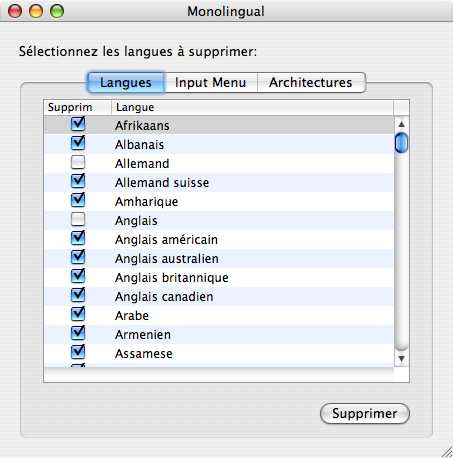 Monolingual
Sélectionnez les langues à supprimer:
Langues Input Menu Architectures
Supprim Langue
Afrikaans
Albanais
Allemand
Allemand suisse
Amharique
Anglais
Anglais américain
Anglais australien
Anglais britannique
Anglais canadien
Arabe
Armenien
Assamese
Supprimer